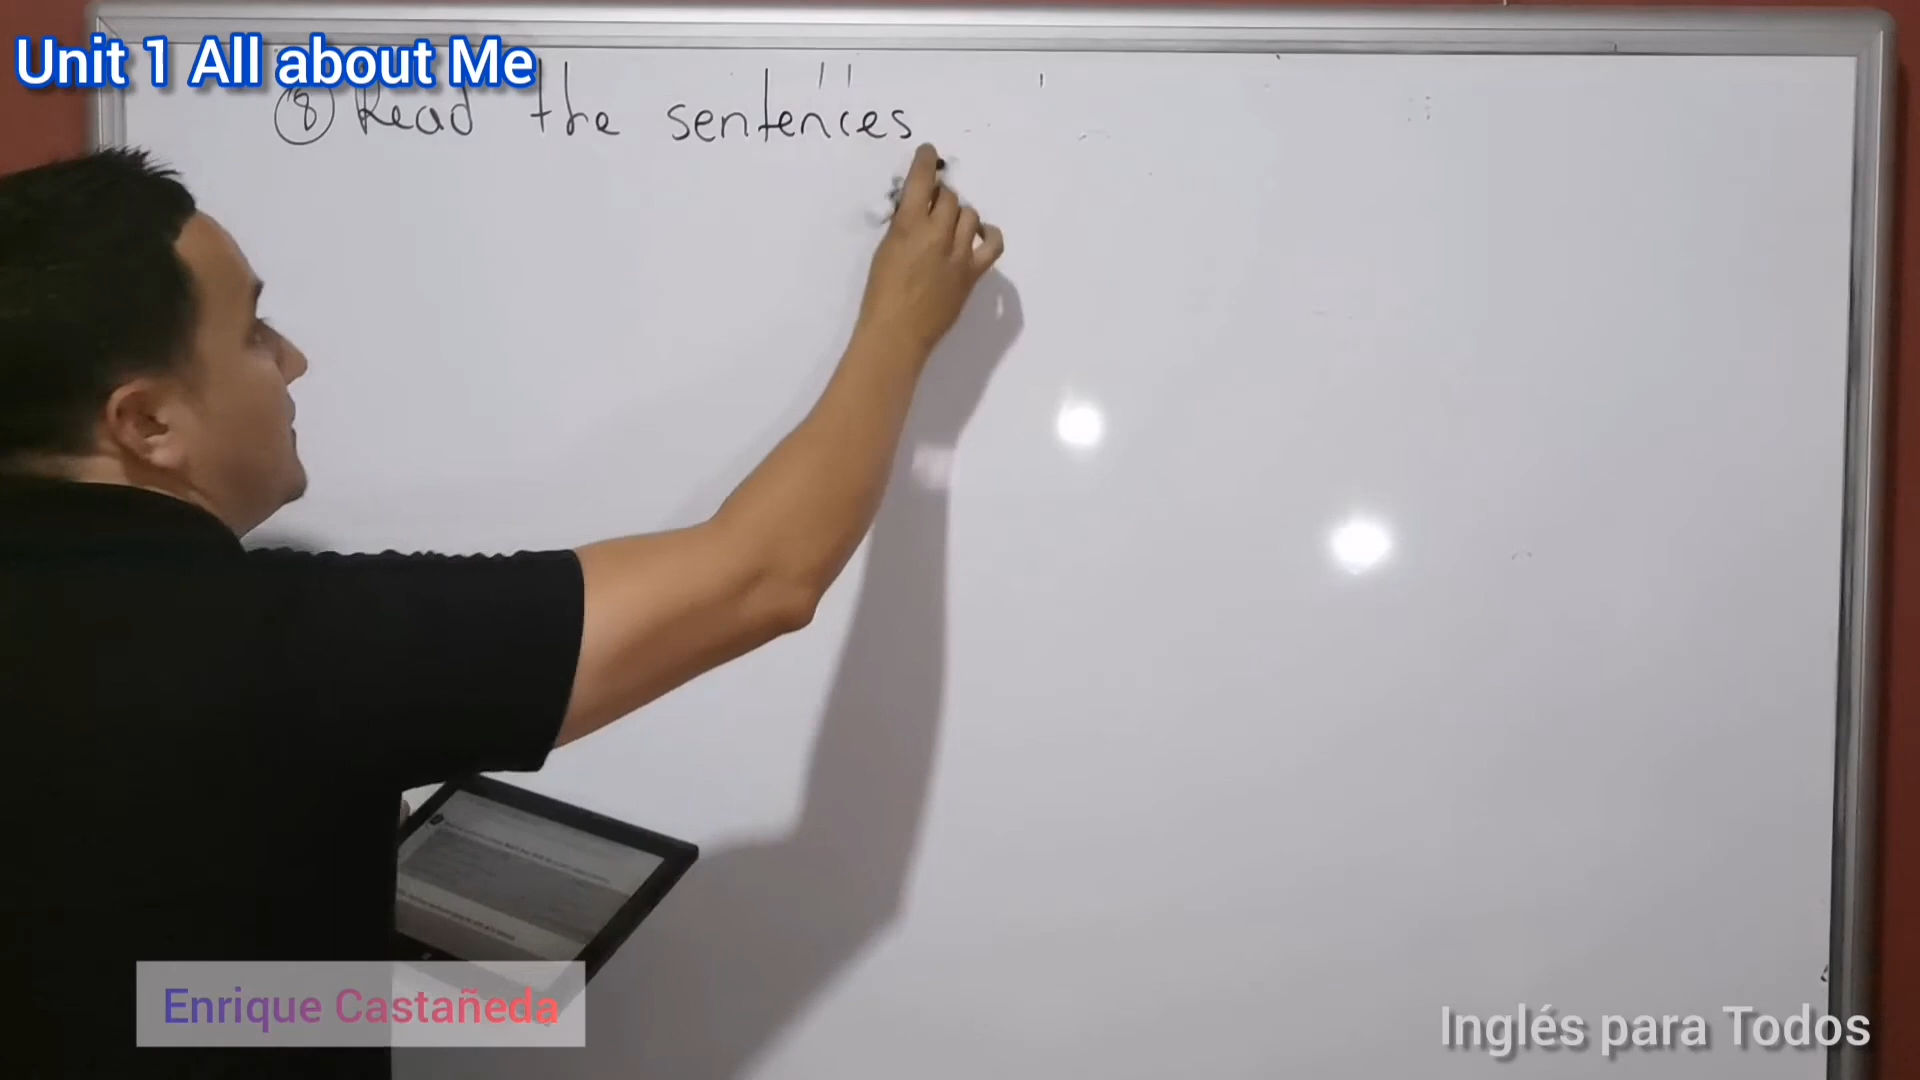 Unit 1 All about Me
8 Read the sentences
Enrique Castañeda
Inglés para Todos